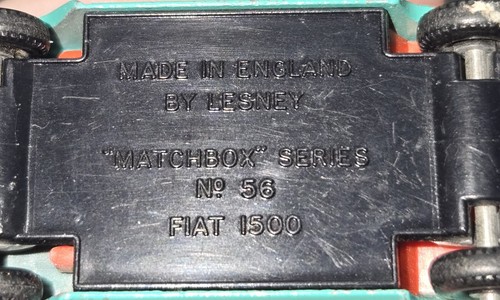 MADE IN ENGLAND
BY LESNEY
"MATCHBOX" SERIES
Nº 56
FIAT 1500